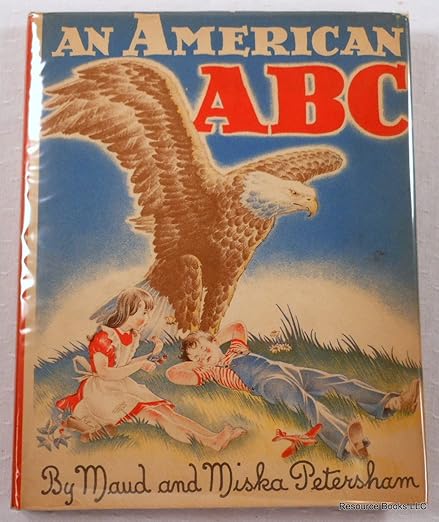 AN AMERICAN
ABC
By Maud and Miska Petersham
Resource Books LLC